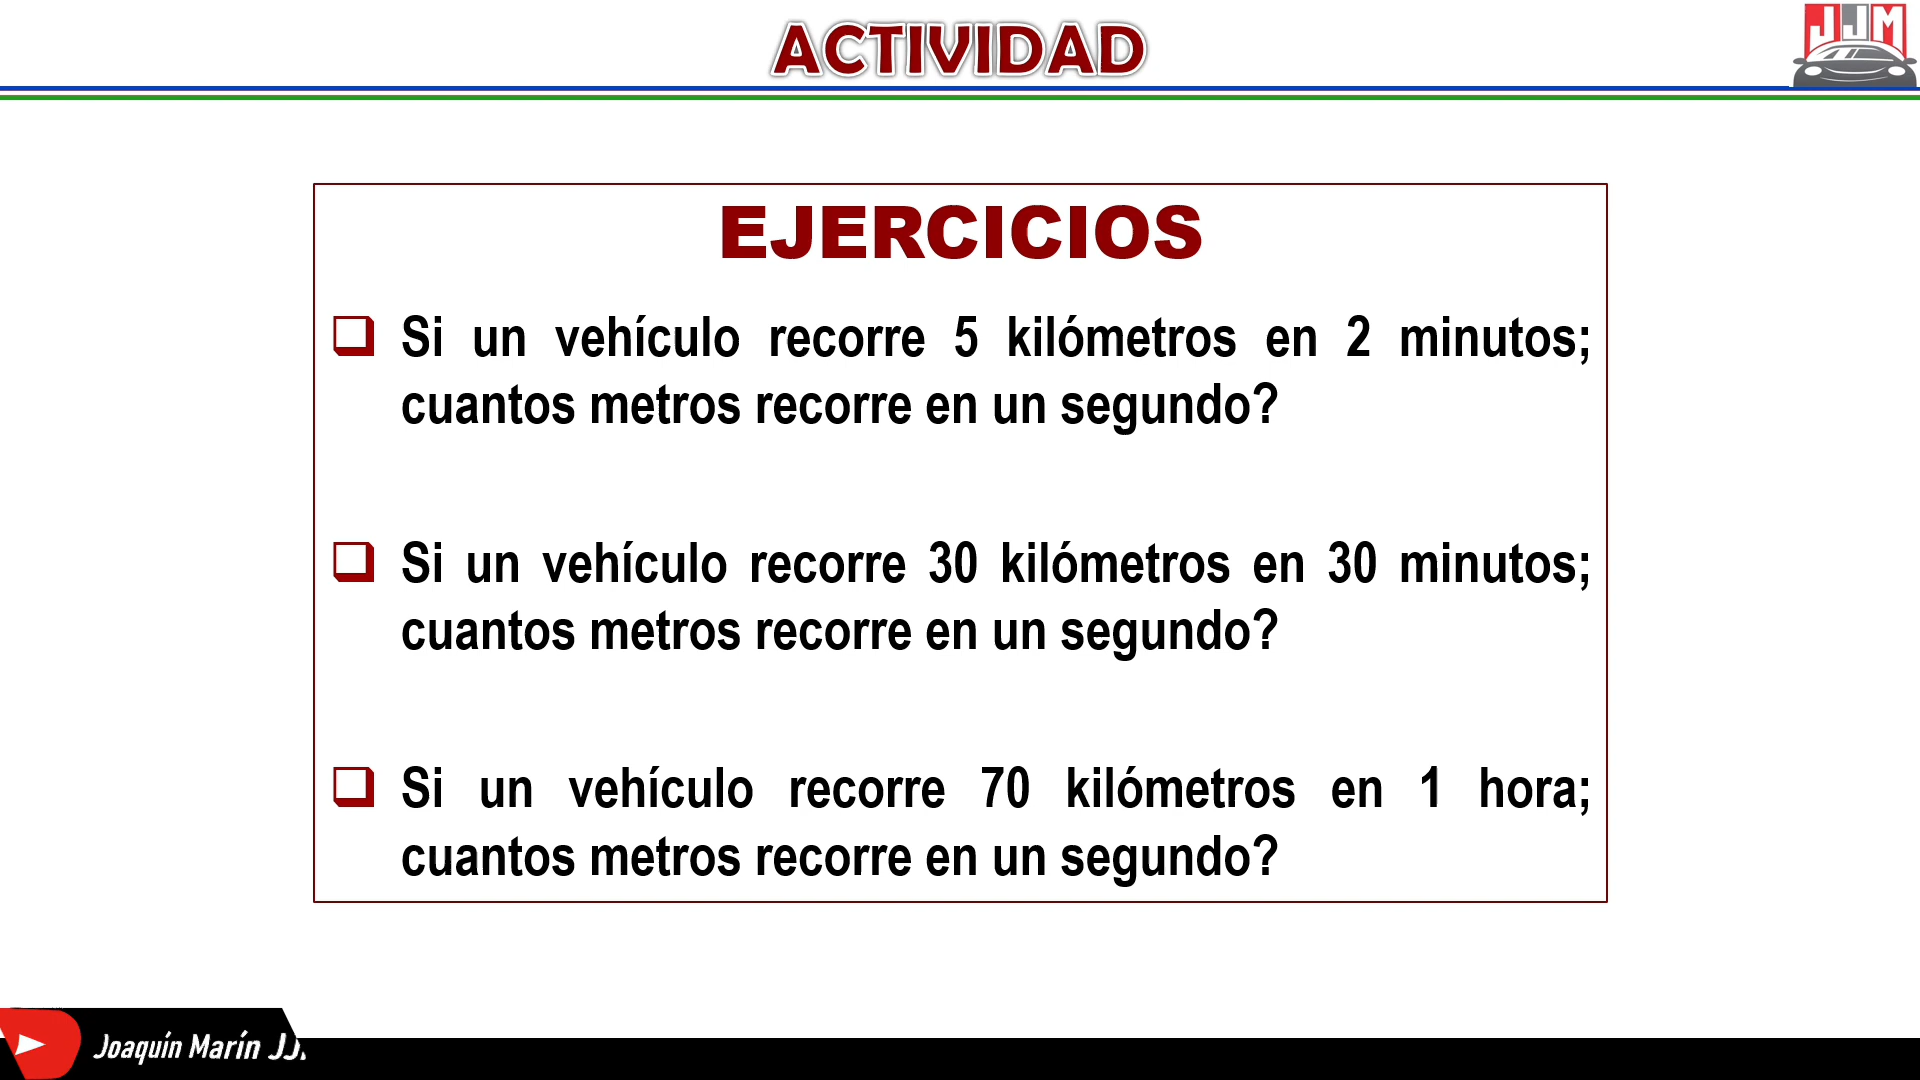 ACTIVIDAD
JJM
EJERCICIOS
Si un vehículo recorre 5 kilómetros en 2 minutos;
cuantos metros recorre en un segundo?
Si un vehículo recorre 30 kilómetros en 30 minutos;
cuantos metros recorre en un segundo?
Si un vehículo recorre 70 kilómetros en 1 hora;
cuantos metros recorre en un segundo?
Joaquín Marín JJ